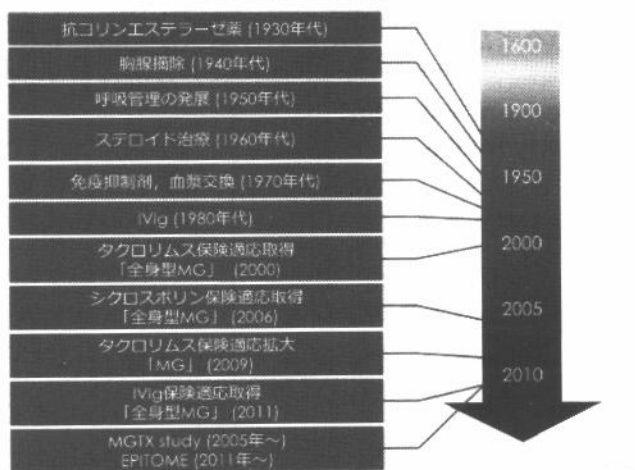 抗コリンエステラーゼ薬 (1930年代)
胸腺摘除 (1940年代)
呼吸管理の発展 (1950年代)
ステロイド治療 (1960年代)
免疫抑制剤，血漿交換 (1970年代)
IVIg (1980年代)
タクロリムス保険適応取得
「全身型MG」 (2000)
シクロスポリン保険適応取得
「全身型MG」 (2006)
タクロリムス保険適応拡大
「MG」 (2009)
IVIg保険適応取得
「全身型MG」 (2011)
MGTX study (2005年～)
EPITOME (2011年～)
1600
1900
1950
2000
2005
2010